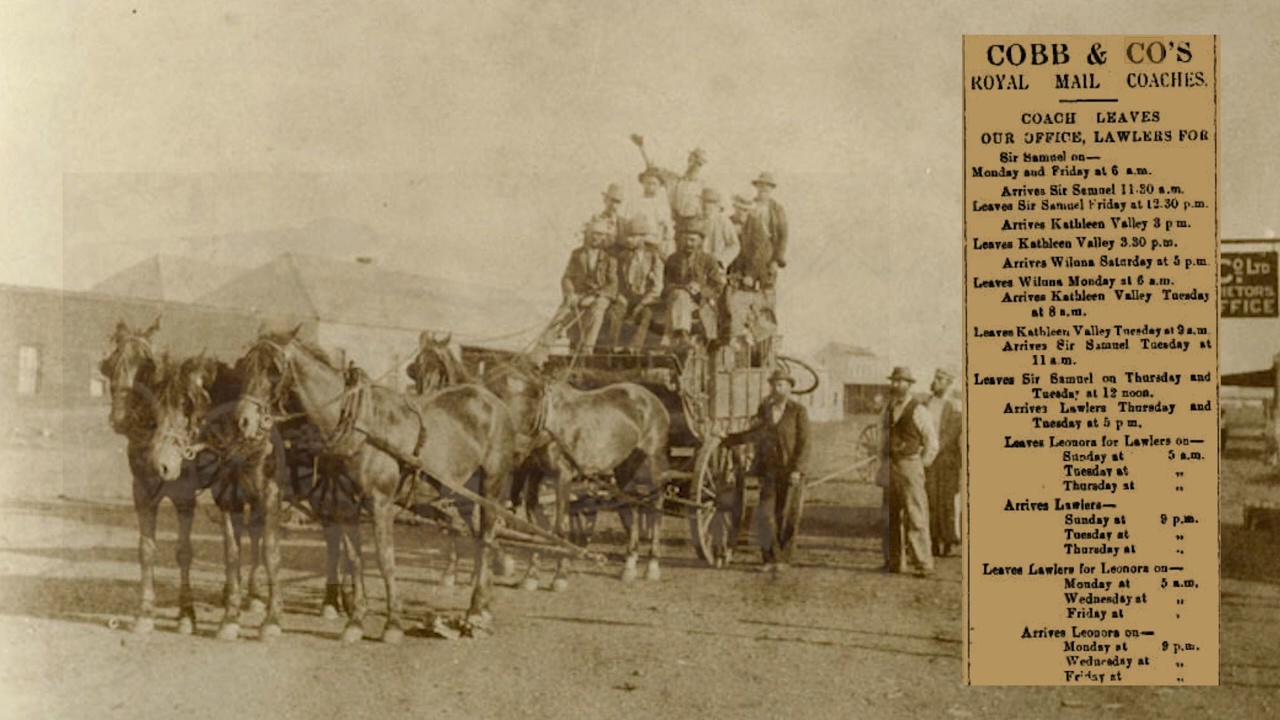 COBB & CO'S
ROYAL MAIL COACHES.
COACH LEAVES
OUR OFFICE, LAWLERS FOR
Sir Samuel on—
Monday and Friday at 6 a.m.
Arrives Sir Samuel 11.30 a.m.
Leaves Sir Samuel Friday at 12.30 p.m.
Arrives Kathleen Valley 3 p m.
Leaves Kathleen Valley 3.30 p.m.
Arrives Wiluna Saturday at 5 p.m.
Leaves Wiluna Monday at 6 a.m.
Arrives Kathleen Valley Tuesday
at 8 a.m.
Leaves Kathleen Valley Tuesday at 9 a.m.
Arrives Sir Samuel Tuesday at
11 a.m.
Leaves Sir Samuel on Thursday and
Tuesday at 12 noon.
Arrives Lawlers Thursday and
Tuesday at 5 p m.
Leaves Leonora for Lawlers on—
Sunday at 5 a.m.
Tuesday at „
Thursday at „
Arrives Lawlers—
Sunday at 9 p.m.
Tuesday at „
Thursday at „
Leaves Lawlers for Leonora on—
Monday at 5 a.m.
Wednesday at „
Friday at „
Arrives Leonora on—
Monday at 9 p.m.
Wednesday at „
Friday at „
Co. LTD
FFICE